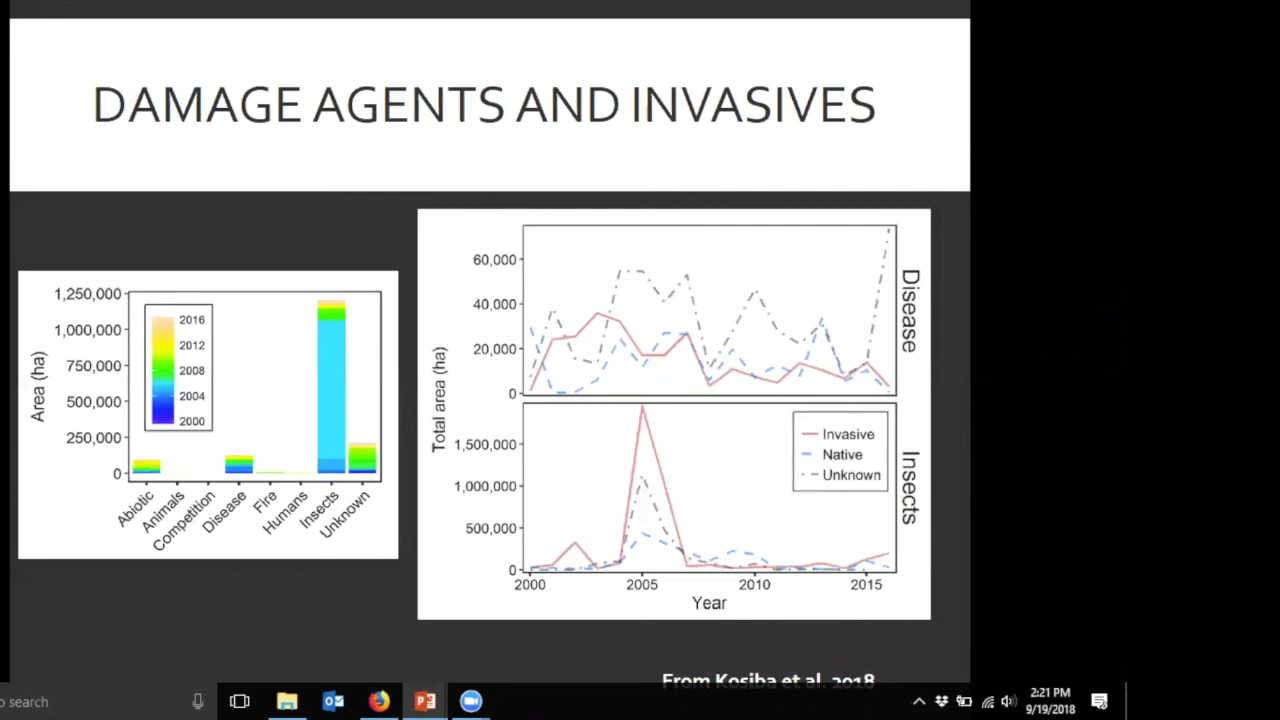 DAMAGE AGENTS AND INVASIVES
1,250,000
1,000,000
750,000
500,000
250,000
0
Area (ha)
2016
2012
2008
2004
2000
Abiotic
Animals
Competition
Disease
Fire
Humans
Insects
Unknown
60,000
40,000
20,000
0
Disease
Total area (ha)
1,500,000
1,000,000
500,000
0
Invasive
Native
Unknown
Insects
2000
2005
2010
2015
Year
From Kosiba et al. 2018
o search
2:21 PM
9/19/2018